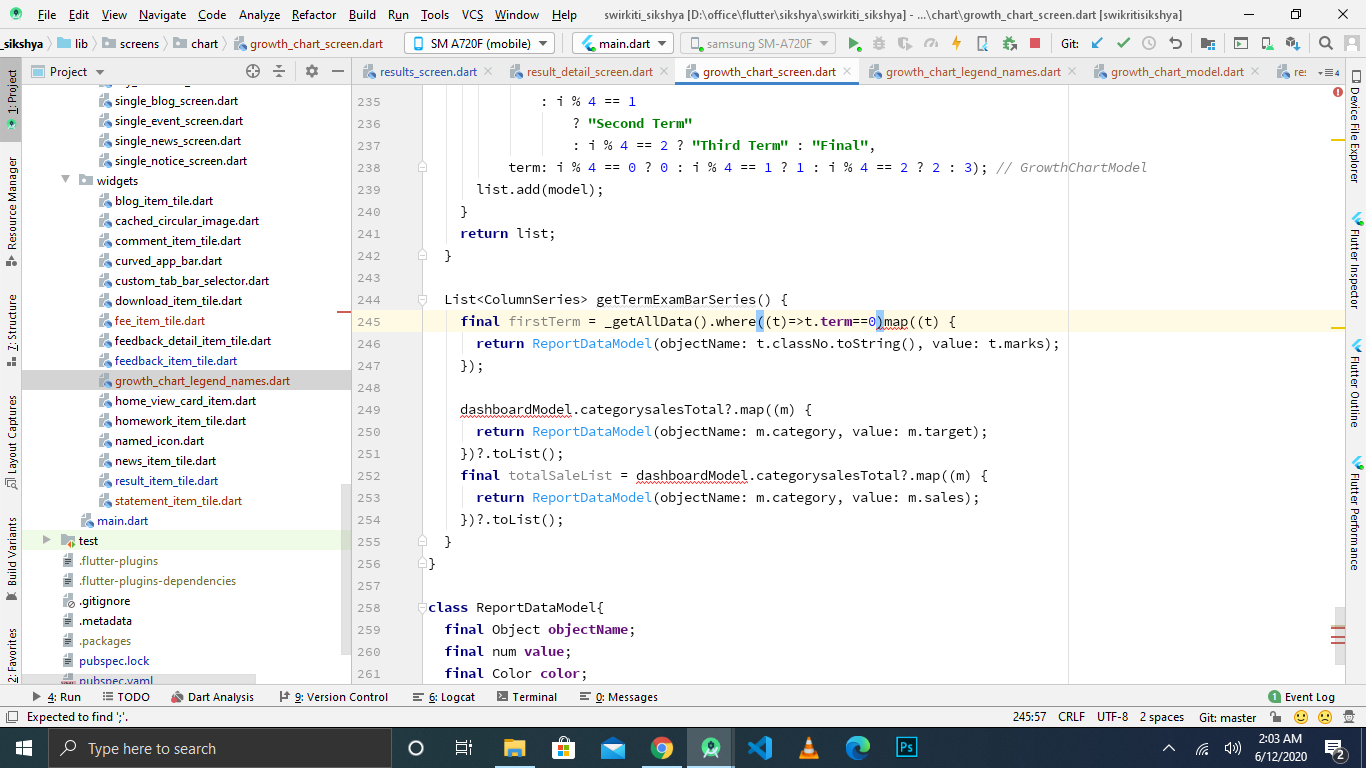 File Edit View Navigate Code Analyze Refactor Build Run Tools VCS Window Help swirkiti_sikshya [D:\office\flutter\sikshya\swirkiti_sikshya] - ...\chart\growth_chart_screen.dart [swikritisikshya]
_sikshya lib screens chart growth_chart_screen.dart SM A720F (mobile) main.dart samsung SM-A720F Git:
Project results_screen.dart result_detail_screen.dart growth_chart_screen.dart growth_chart_legend_names.dart growth_chart_model.dart 4
single_blog_screen.dart
single_event_screen.dart
single_news_screen.dart
single_notice_screen.dart
widgets
blog_item_tile.dart
cached_circular_image.dart
comment_item_tile.dart
curved_app_bar.dart
custom_tab_bar_selector.dart
download_item_tile.dart
fee_item_tile.dart
feedback_detail_item_tile.dart
feedback_item_tile.dart
growth_chart_legend_names.dart
home_view_card_item.dart
homework_item_tile.dart
named_icon.dart
news_item_tile.dart
result_item_tile.dart
statement_item_tile.dart
main.dart
test
.flutter-plugins
.flutter-plugins-dependencies
.gitignore
.metadata
.packages
pubspec.lock
pubspec.yaml
235 : i % 4 == 1
236 ? "Second Term"
237 : i % 4 == 2 ? "Third Term" : "Final",
238 term: i % 4 == 0 ? 0 : i % 4 == 1 ? 1 : i % 4 == 2 ? 2 : 3); // GrowthChartModel
239 list.add(model);
240 }
241 return list;
242 }
243
244 List<ColumnSeries> getTermExamBarSeries() {
245 final firstTerm = _getAllData().where((t)=>t.term==0)map((t) {
246 return ReportDataModel(objectName: t.classNo.toString(), value: t.marks);
247 });
248
249 dashboardModel.categorysalesTotal?.map((m) {
250 return ReportDataModel(objectName: m.category, value: m.target);
251 })?.toList();
252 final totalSaleList = dashboardModel.categorysalesTotal?.map((m) {
253 return ReportDataModel(objectName: m.category, value: m.sales);
254 })?.toList();
255 }
256 }
257
258 class ReportDataModel{
259 final Object objectName;
260 final num value;
261 final Color color;
1: Project
Resource Manager
7: Structure
Layout Captures
Build Variants
2: Favorites
Device File Explorer
Flutter Inspector
Flutter Outline
Flutter Performance
4: Run TODO Dart Analysis 9: Version Control 6: Logcat Terminal 0: Messages 1 Event Log
Expected to find ';'. 245:57 CRLF UTF-8 2 spaces Git: master
Type here to search Ps 2:03 AM
6/12/2020 2